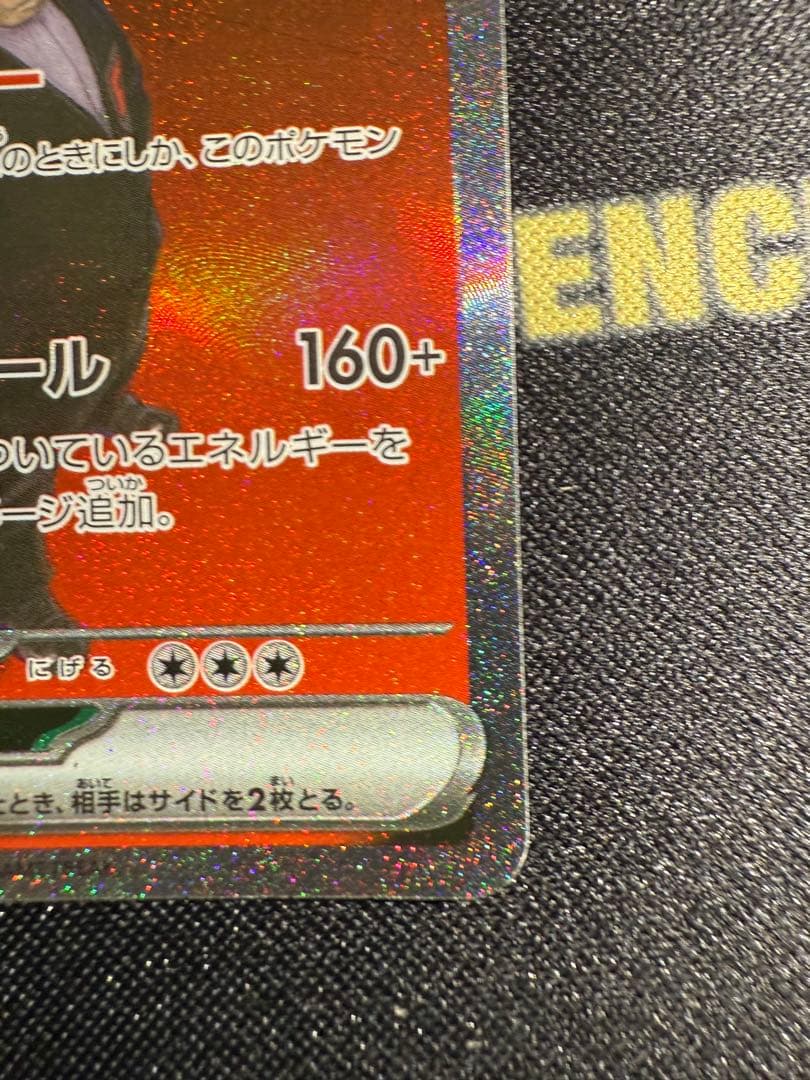 のときにしか、このポケモン
ENC
ール 160+
ついているエネルギーを
ついか
ージ追加。
にげる
あいて まい
とき、相手はサイドを2枚とる。